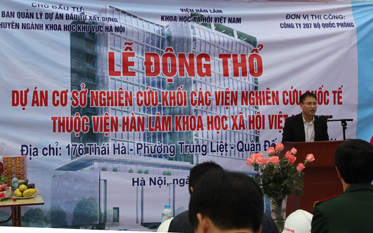 CHỦ ĐẦU TƯ
BAN QUẢN LÝ DỰ ÁN ĐẦU TƯ XÂY DỰNG
CHUYÊN NGÀNH KHOA HỌC KHU VỰC HÀ NỘI
VIỆN HÀN LÂM
KHOA HỌC XÃ HỘI VIỆT NAM
ĐƠN VỊ THI CÔNG:
CÔNG TY 207 BỘ QUỐC PHÒNG
LỄ ĐỘNG THỔ
DỰ ÁN CƠ SỞ NGHIÊN CỨU KHỐI CÁC VIỆN NGHIÊN CỨU QUỐC TẾ
THUỘC VIỆN HÀN LÂM KHOA HỌC XÃ HỘI VIỆT
Địa chỉ: 176 Thái Hà - Phường Trung Liệt - Quận Đố
Hà Nội, ngày